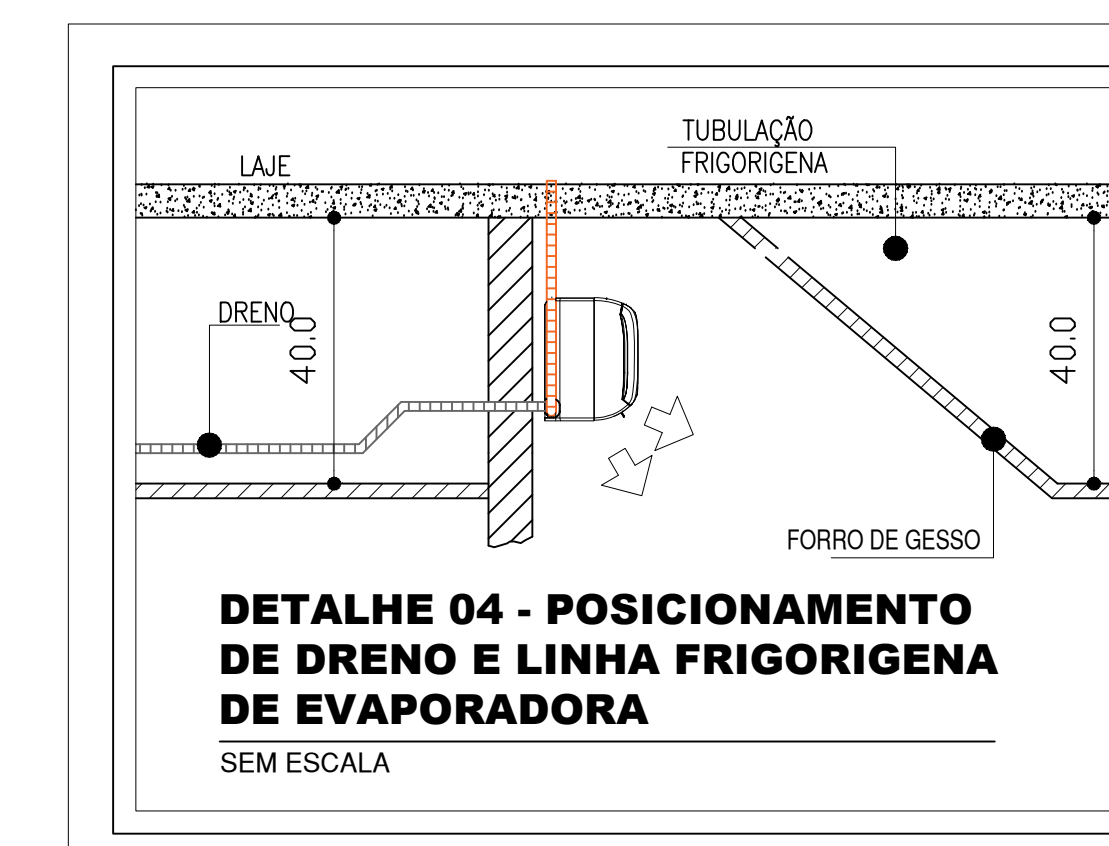 TUBULAÇÃO
FRIGORIGENA
LAJE
DRENO
40.0
40.0
FORRO DE GESSO
DETALHE 04 - POSICIONAMENTO
DE DRENO E LINHA FRIGORIGENA
DE EVAPORADORA
SEM ESCALA